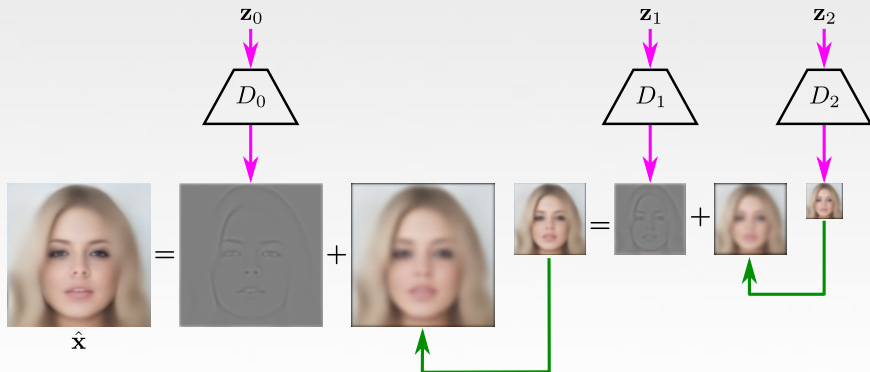 z₀ z₁ z₂
D₀ D₁ D₂
= + = +
x̂